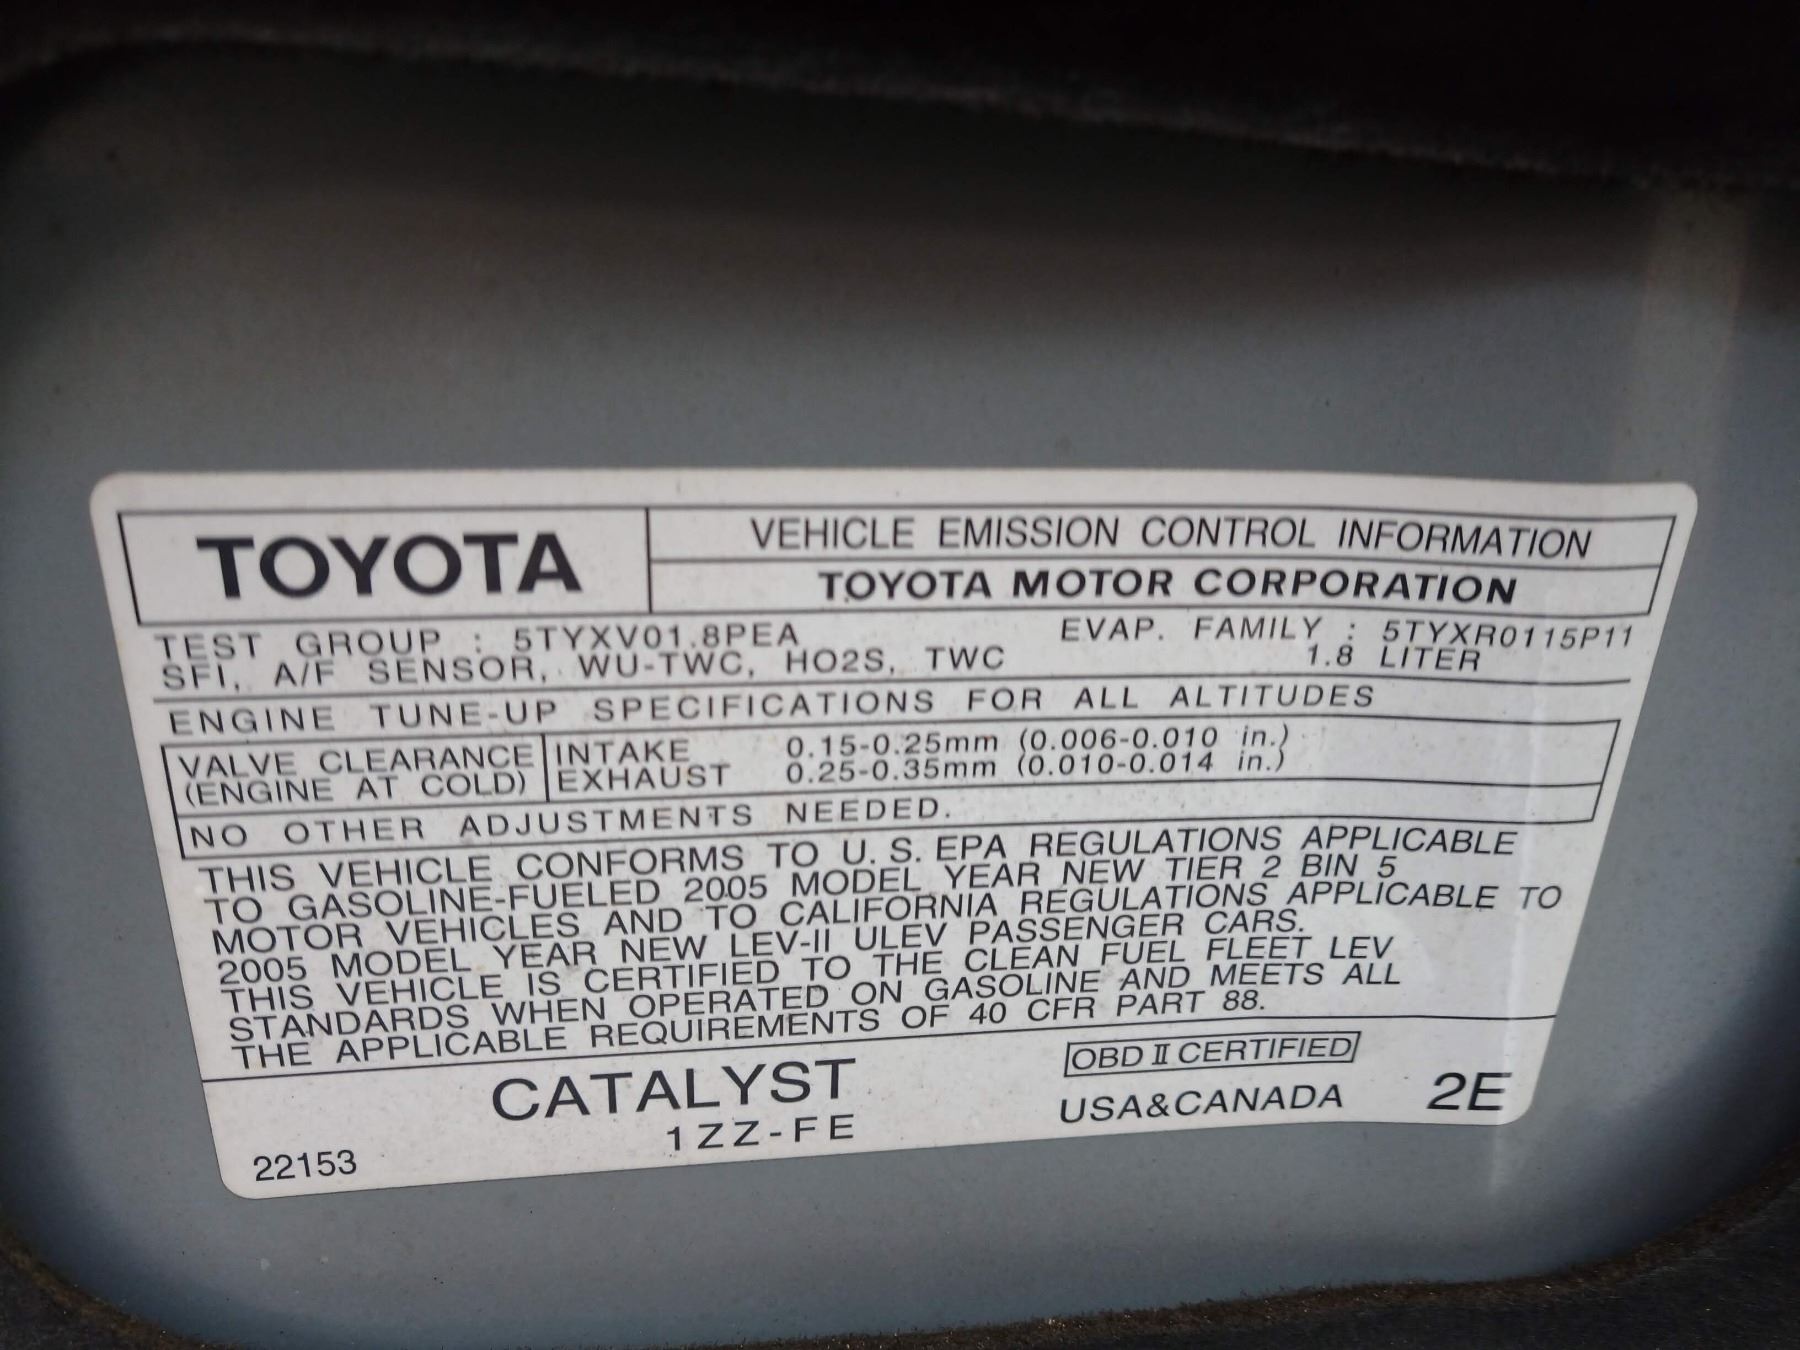 TOYOTA
VEHICLE EMISSION CONTROL INFORMATION
TOYOTA MOTOR CORPORATION
TEST GROUP : 5TYXV01.8PEA EVAP. FAMILY : 5TYXR0115P11
SFI, A/F SENSOR, WU-TWC, HO2S, TWC 1.8 LITER
ENGINE TUNE-UP SPECIFICATIONS FOR ALL ALTITUDES
VALVE CLEARANCE INTAKE 0.15-0.25mm (0.006-0.010 in.)
(ENGINE AT COLD) EXHAUST 0.25-0.35mm (0.010-0.014 in.)
NO OTHER ADJUSTMENTS NEEDED.
THIS VEHICLE CONFORMS TO U.S. EPA REGULATIONS APPLICABLE
TO GASOLINE-FUELED 2005 MODEL YEAR NEW TIER 2 BIN 5
MOTOR VEHICLES AND TO CALIFORNIA REGULATIONS APPLICABLE TO
2005 MODEL YEAR NEW LEV-II ULEV PASSENGER CARS.
THIS VEHICLE IS CERTIFIED TO THE CLEAN FUEL FLEET LEV
STANDARDS WHEN OPERATED ON GASOLINE AND MEETS ALL
THE APPLICABLE REQUIREMENTS OF 40 CFR PART 88.
CATALYST
OBD II CERTIFIED
1ZZ-FE
USA&CANADA 2E
22153